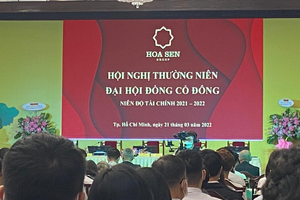 HOA SEN
GROUP
HỘI NGHỊ THƯỜNG NIÊN
ĐẠI HỘI ĐỒNG CỔ ĐÔNG
NIÊN ĐỘ TÀI CHÍNH 2021 - 2022
Tp. Hồ Chí Minh, ngày 21 tháng 03 năm 2022